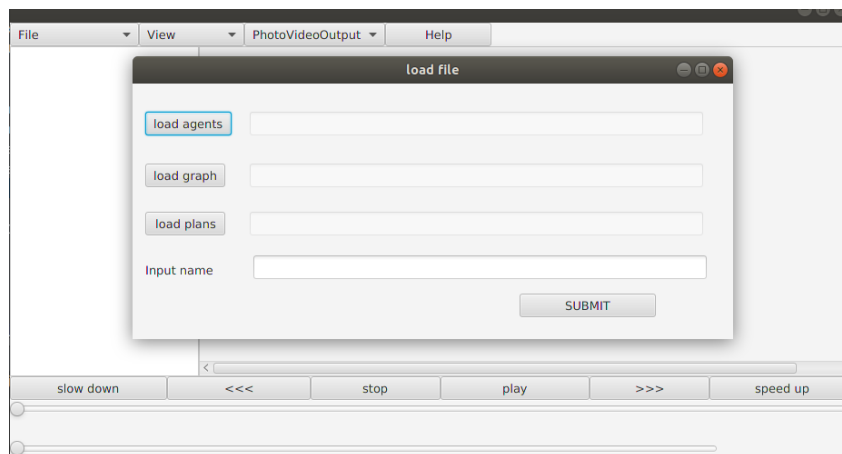 File View PhotoVideoOutput Help
load file
load agents
load graph
load plans
Input name
SUBMIT
slow down <<< stop play >>> speed up